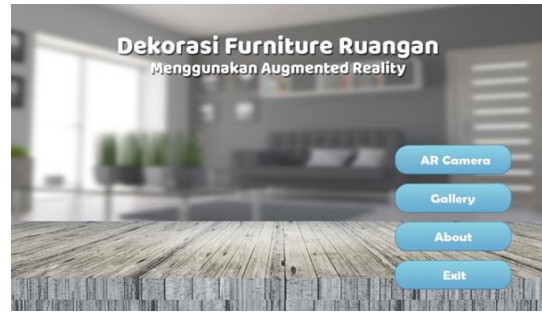 Dekorasi Furniture Ruangan
Menggunakan Augmented Reality
AR Camera
Gallery
About
Exit